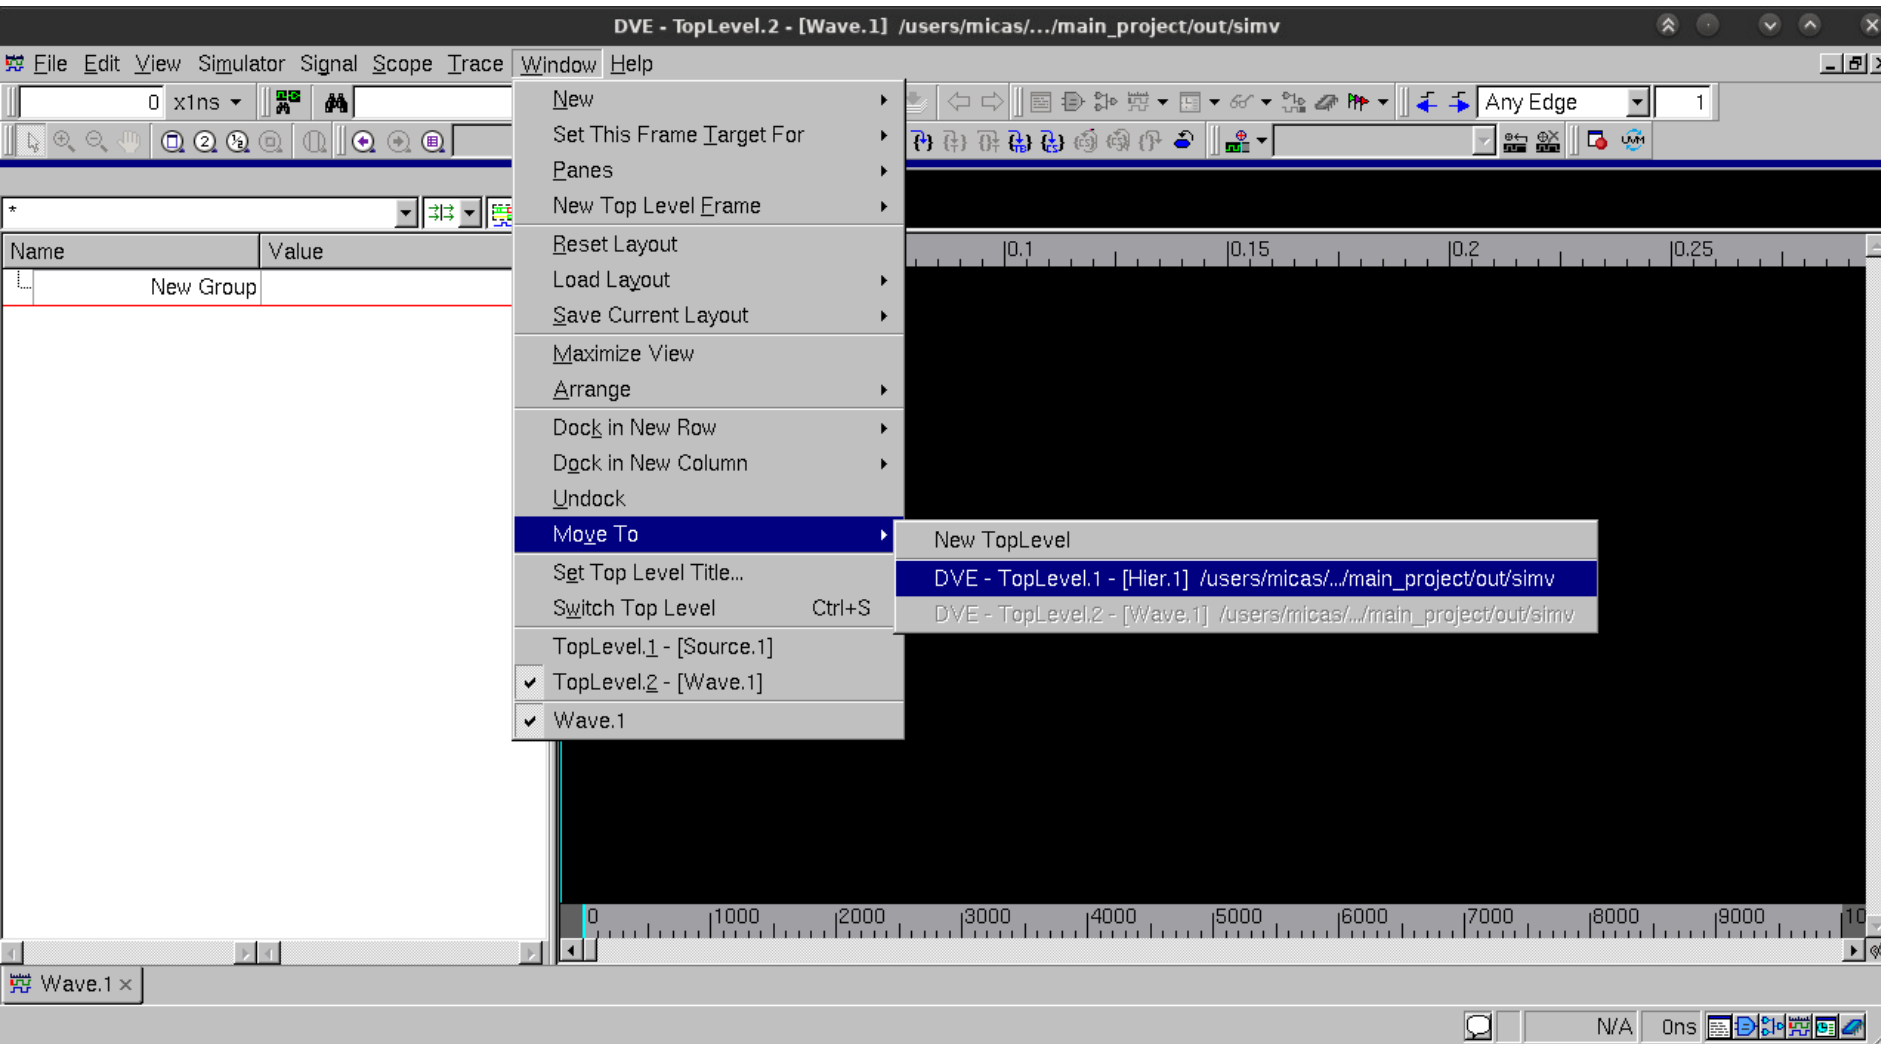 DVE - TopLevel.2 - [Wave.1] /users/micas/.../main_project/out/simv
File Edit View Simulator Signal Scope Trace Window Help
0 x1ns
Any Edge 1
New
Set This Frame Target For
Panes
New Top Level Frame
Reset Layout
Load Layout
Save Current Layout
Maximize View
Arrange
Dock in New Row
Dock in New Column
Undock
Move To
Set Top Level Title...
Switch Top Level Ctrl+S
TopLevel.1 - [Source.1]
TopLevel.2 - [Wave.1]
Wave.1
New TopLevel
DVE - TopLevel.1 - [Hier.1] /users/micas/.../main_project/out/simv
DVE - TopLevel.2 - [Wave.1] /users/micas/.../main_project/out/simv
*
Name Value
New Group
0.1 0.15 0.2 0.25
0 1000 2000 3000 4000 5000 6000 7000 8000 9000 10
Wave.1
N/A 0ns